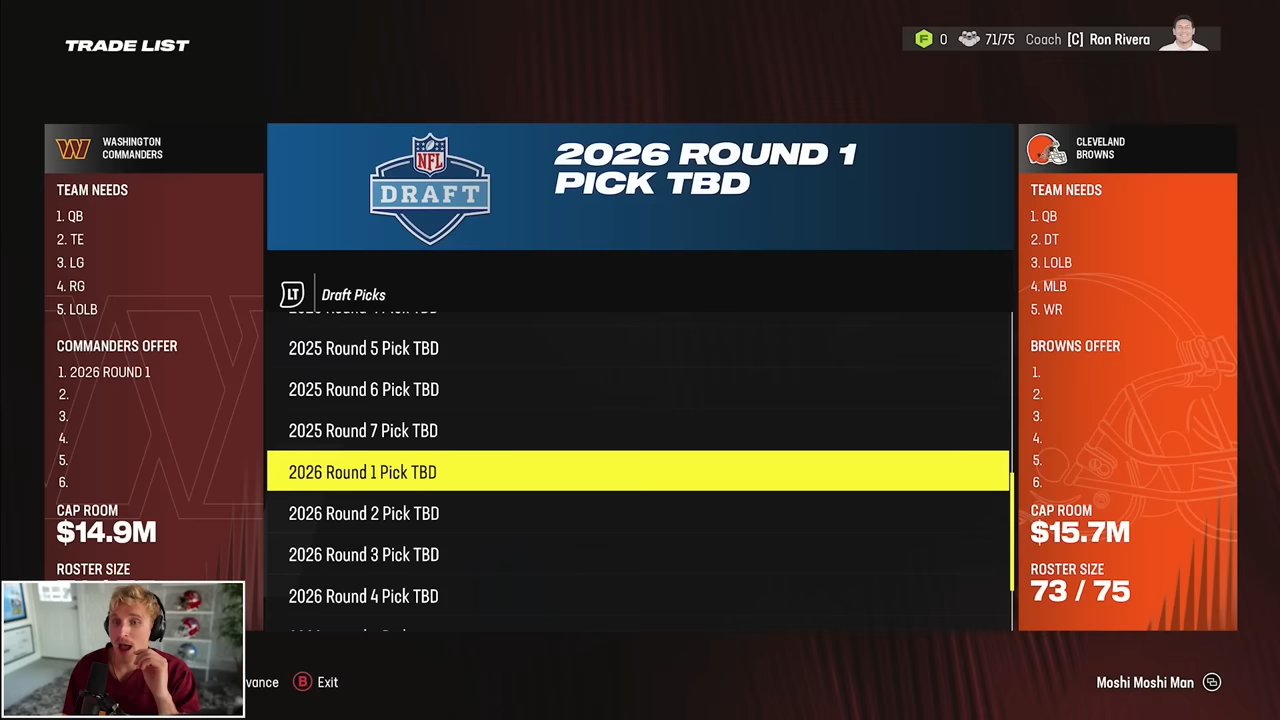 TRADE LIST
0 71/75 Coach [C] Ron Rivera
WASHINGTON
COMMANDERS
TEAM NEEDS
1. QB
2. TE
3. LG
4. RG
5. LOLB
COMMANDERS OFFER
1. 2026 ROUND 1
2.
3.
4.
5.
6.
CAP ROOM
$14.9M
ROSTER SIZE
NFL
DRAFT
2026 ROUND 1
PICK TBD
LT Draft Picks
2025 Round 5 Pick TBD
2025 Round 6 Pick TBD
2025 Round 7 Pick TBD
2026 Round 1 Pick TBD
2026 Round 2 Pick TBD
2026 Round 3 Pick TBD
2026 Round 4 Pick TBD
CLEVELAND
BROWNS
TEAM NEEDS
1. QB
2. DT
3. LOLB
4. MLB
5. WR
BROWNS OFFER
1.
2.
3.
4.
5.
6.
CAP ROOM
$15.7M
ROSTER SIZE
73 / 75
vance B Exit
Moshi Moshi Man